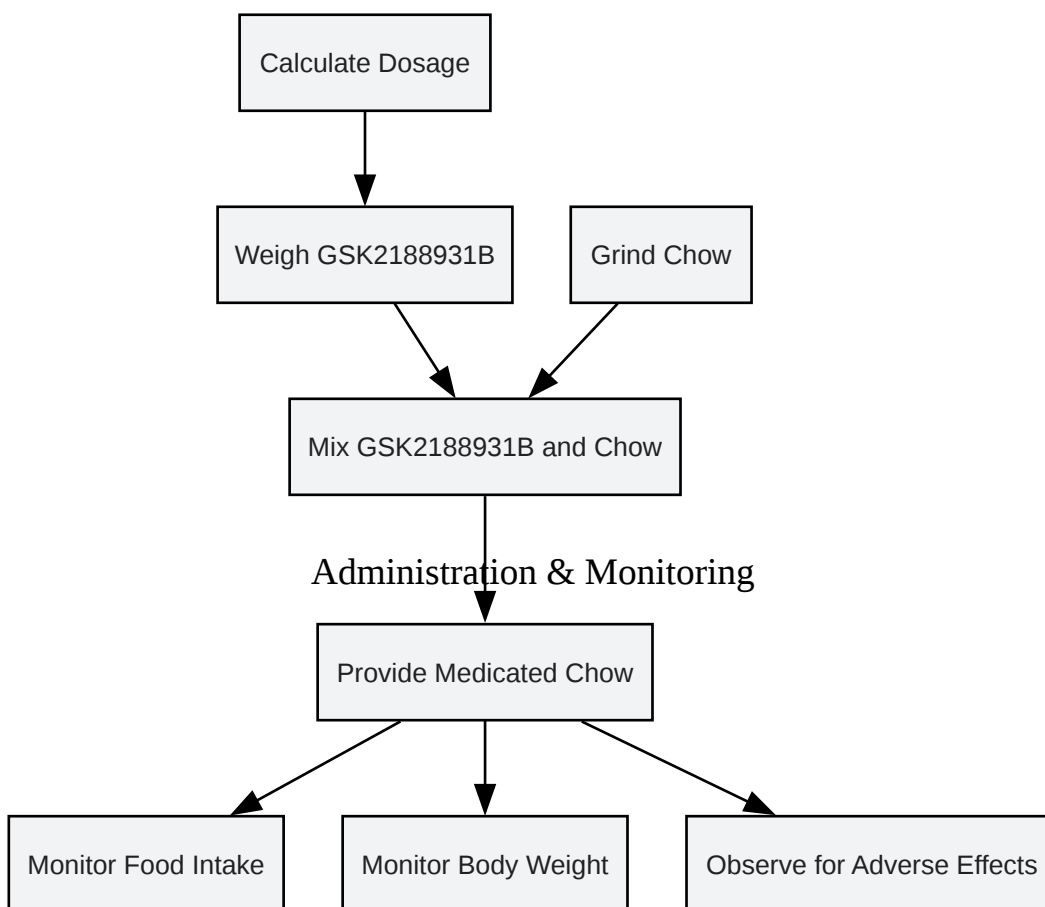 Calculate Dosage
Weigh GSK2188931B
Grind Chow
Mix GSK2188931B and Chow
Administration & Monitoring
Provide Medicated Chow
Monitor Food Intake
Monitor Body Weight
Observe for Adverse Effects